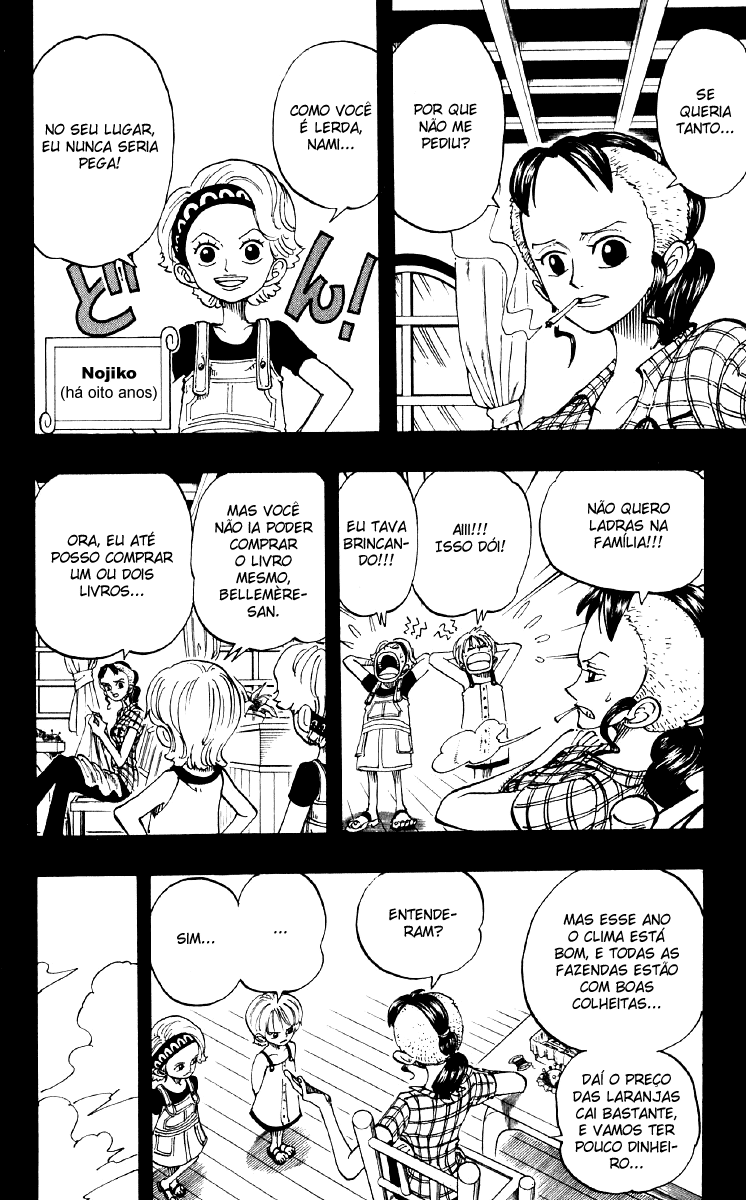 SE
QUERIA
TANTO...
POR QUE
NÃO ME
PEDIU?
COMO VOCÊ
É LERDA,
NAMI...
NO SEU LUGAR,
EU NUNCA SERIA
PEGA!
どーん!
Nojiko
(há oito anos)
NÃO QUERO
LADRAS NA
FAMÍLIA!!!
AIII!!!
ISSO DÓI!
EU TAVA
BRINCAN-
DO!!!
MAS VOCÊ
NÃO IA PODER
COMPRAR
O LIVRO
MESMO,
BELLEMÈRE-
SAN.
ORA, EU ATÉ
POSSO COMPRAR
UM OU DOIS
LIVROS...
MAS ESSE ANO
O CLIMA ESTÁ
BOM, E TODAS AS
FAZENDAS ESTÃO
COM BOAS
COLHEITAS...
DAÍ O PREÇO
DAS LARANJAS
CAI BASTANTE,
E VAMOS TER
POUCO DINHEI-
RO...
ENTENDE-
RAM?
...
SIM...